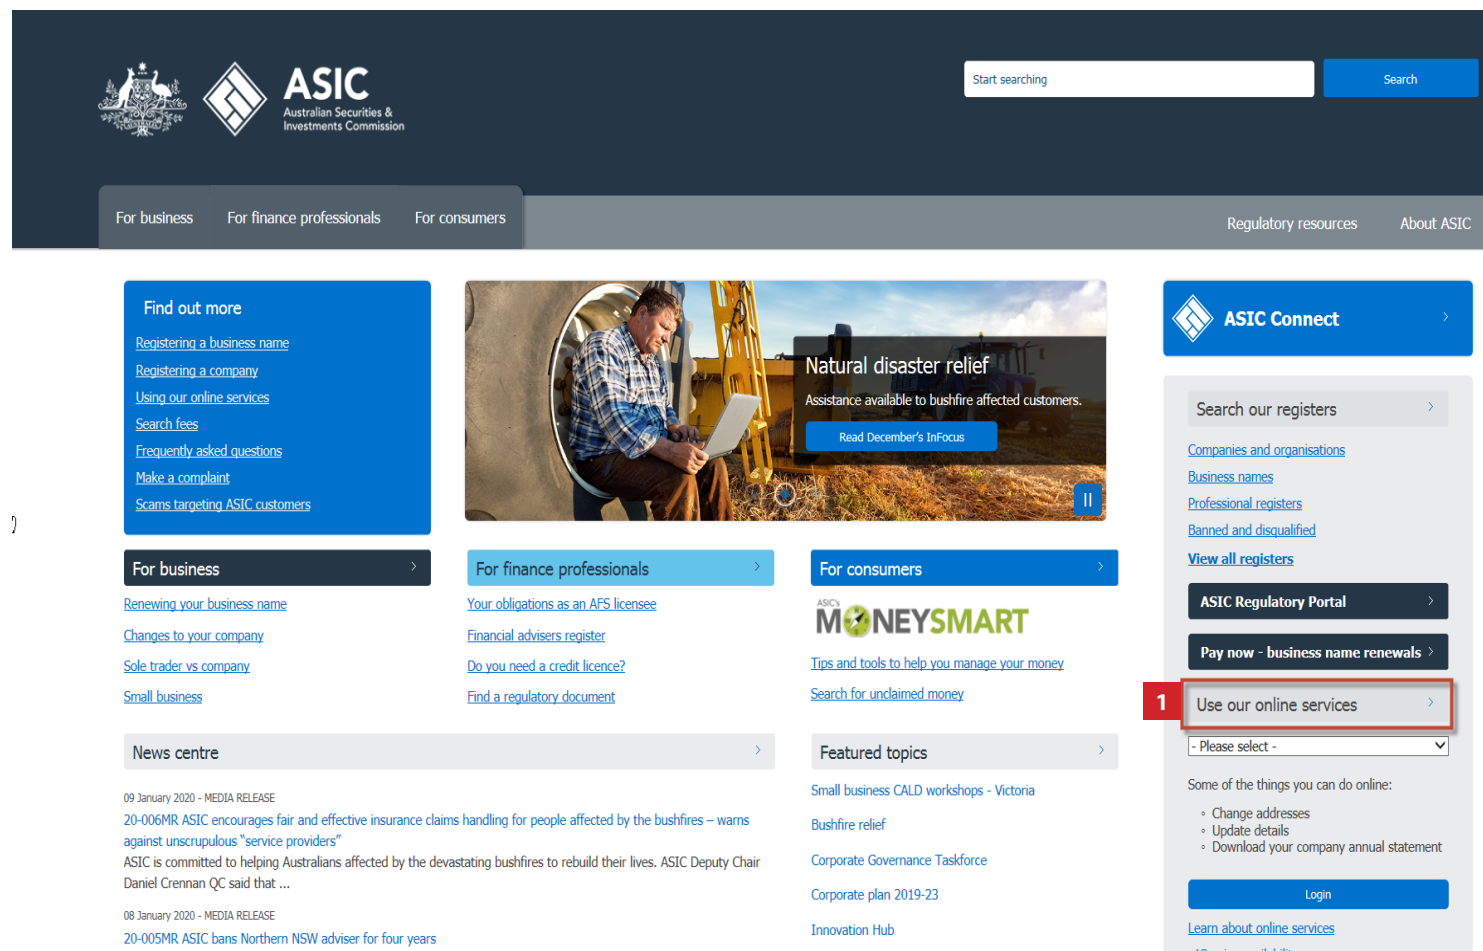 ASIC
Australian Securities &
Investments Commission
Start searching
Search
For business
For finance professionals
For consumers
Regulatory resources
About ASIC
Find out more
Registering a business name
Registering a company
Using our online services
Search fees
Frequently asked questions
Make a complaint
Scams targeting ASIC customers
Natural disaster relief
Assistance available to bushfire affected customers.
Read December's InFocus
ASIC Connect
Search our registers
Companies and organisations
Business names
Professional registers
Banned and disqualified
View all registers
ASIC Regulatory Portal
Pay now - business name renewals
1
Use our online services
- Please select -
Some of the things you can do online:
Change addresses
Update details
Download your company annual statement
Login
Learn about online services
For business
Renewing your business name
Changes to your company
Sole trader vs company
Small business
For finance professionals
Your obligations as an AFS licensee
Financial advisers register
Do you need a credit licence?
Find a regulatory document
For consumers
ASIC's
MONEYSMART
Tips and tools to help you manage your money
Search for unclaimed money
News centre
09 January 2020 - MEDIA RELEASE
20-006MR ASIC encourages fair and effective insurance claims handling for people affected by the bushfires – warns
against unscrupulous “service providers”
ASIC is committed to helping Australians affected by the devastating bushfires to rebuild their lives. ASIC Deputy Chair
Daniel Crennan QC said that ...
08 January 2020 - MEDIA RELEASE
20-005MR ASIC bans Northern NSW adviser for four years
Featured topics
Small business CALD workshops - Victoria
Bushfire relief
Corporate Governance Taskforce
Corporate plan 2019-23
Innovation Hub